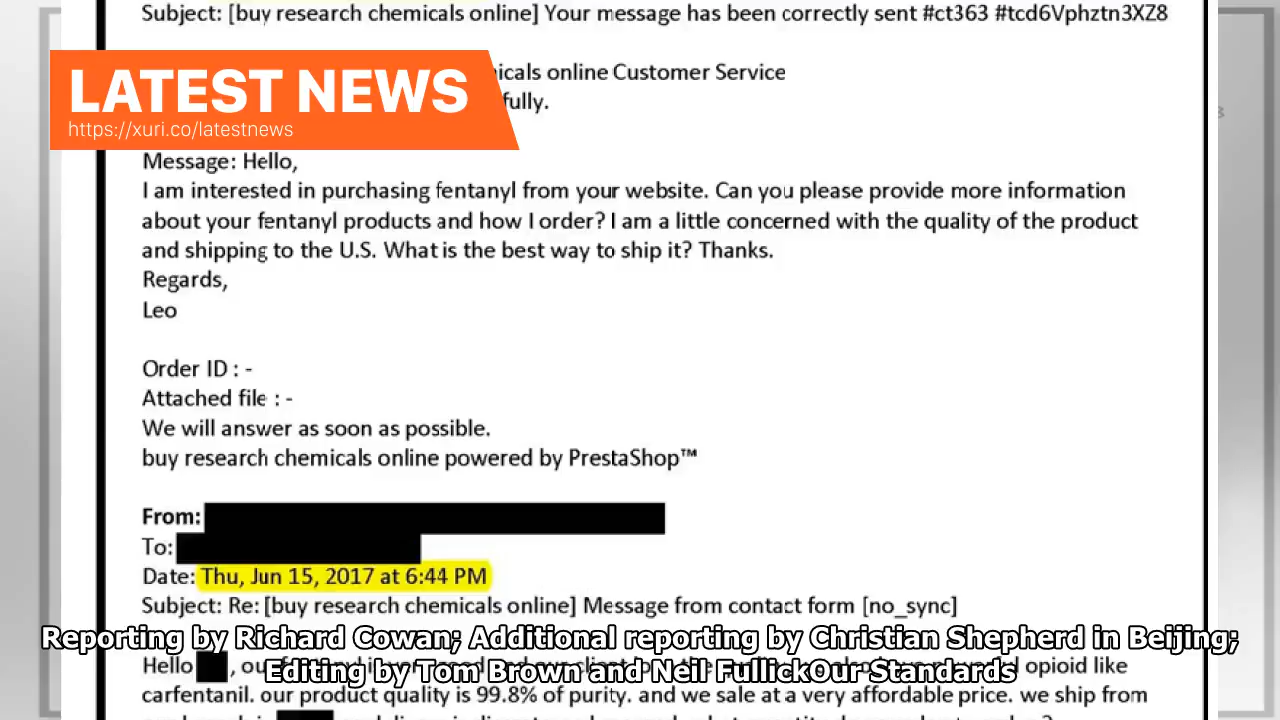 Subject: [buy research chemicals online] Your message has been correctly sent #ct363 #tcd6Vphztn3XZ8
LATEST NEWS
https://xuri.co/latestnews
online Customer Service
Message: Hello,
I am interested in purchasing fentanyl from your website. Can you please provide more information
about your fentanyl products and how I order? I am a little concerned with the quality of the product
and shipping to the U.S. What is the best way to ship it? Thanks.
Regards,
Leo
Order ID : -
Attached file : -
We will answer as soon as possible.
buy research chemicals online powered by PrestaShop™
From:
To:
Date: Thu, Jun 15, 2017 at 6:44 PM
Subject: Re: [buy research chemicals online] Message from contact form [no_sync]
Reporting by Richard Cowan; Additional reporting by Christian Shepherd in Beijing;
Hello opioid like
Editing by Tom Brown and Neil FullickOur Standards
carfentanil. our product quality is 99.8% of purity. and we sale at a very affordable price. we ship from